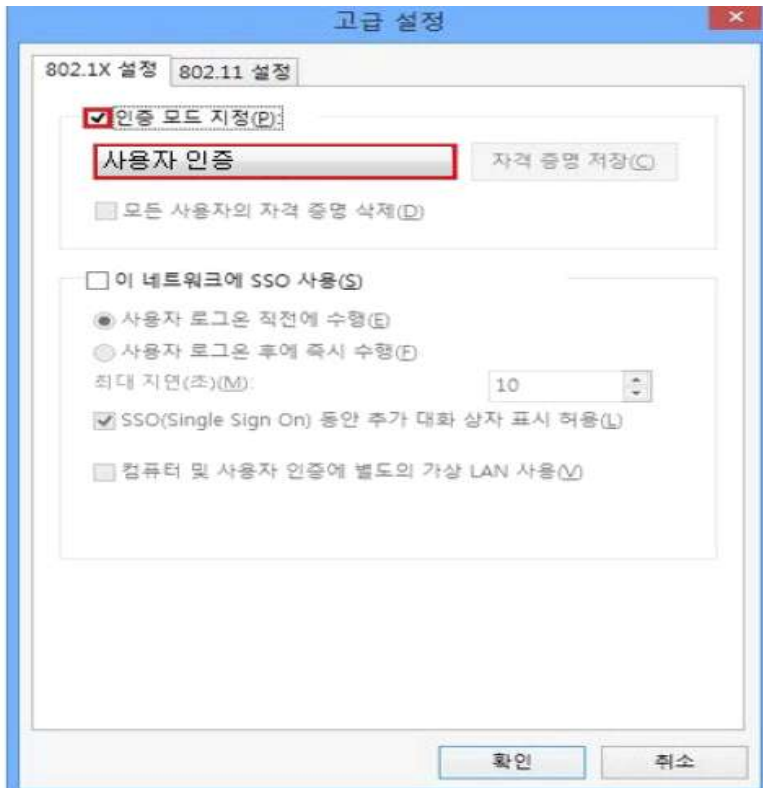 고급 설정
802.1X 설정 802.11 설정
인증 모드 지정(P):
사용자 인증 자격 증명 저장(C)
모든 사용자의 자격 증명 삭제(D)
이 네트워크에 SSO 사용(S)
사용자 로그온 직전에 수행(E)
사용자 로그온 후에 즉시 수행(F)
최대 지연(초)(M): 10
SSO(Single Sign On) 동안 추가 대화 상자 표시 허용(L)
컴퓨터 및 사용자 인증에 별도의 가상 LAN 사용(V)
확인 취소